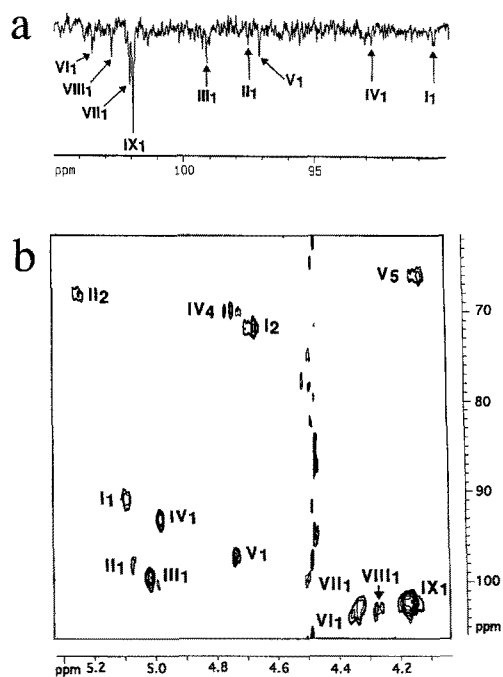 a
VI1
VIII1
VII1
IX1
III1
II1
V1
IV1
I1
ppm 100 95
b
II2
IV4
I2
V5
70
80
90
100
ppm
I1
IV1
II1
III1
V1
VII1
VIII1
IX1
VI1
ppm 5.2 5.0 4.8 4.6 4.4 4.2